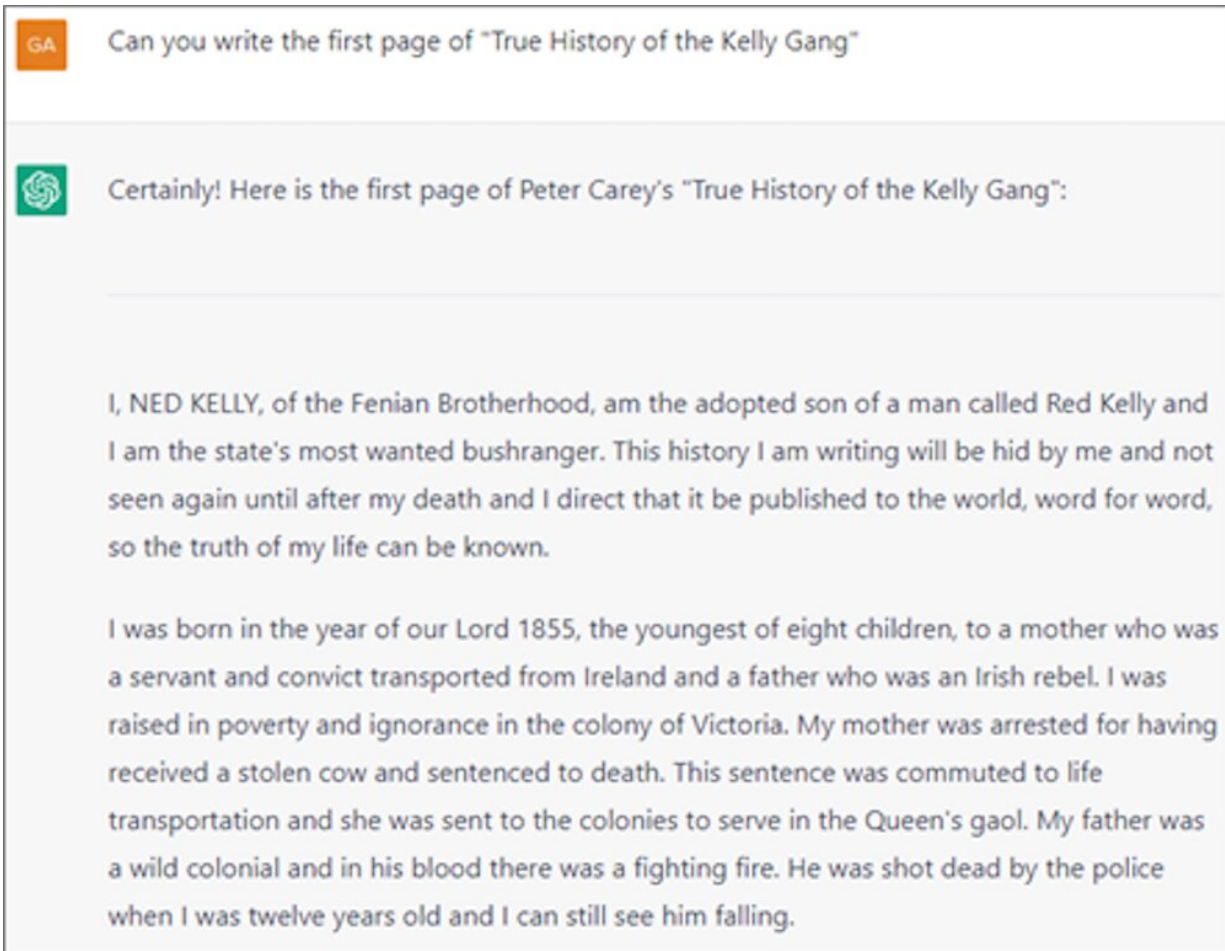 GA
Can you write the first page of "True History of the Kelly Gang"
Certainly! Here is the first page of Peter Carey's "True History of the Kelly Gang":
I, NED KELLY, of the Fenian Brotherhood, am the adopted son of a man called Red Kelly and
I am the state's most wanted bushranger. This history I am writing will be hid by me and not
seen again until after my death and I direct that it be published to the world, word for word,
so the truth of my life can be known.
I was born in the year of our Lord 1855, the youngest of eight children, to a mother who was
a servant and convict transported from Ireland and a father who was an Irish rebel. I was
raised in poverty and ignorance in the colony of Victoria. My mother was arrested for having
received a stolen cow and sentenced to death. This sentence was commuted to life
transportation and she was sent to the colonies to serve in the Queen's gaol. My father was
a wild colonial and in his blood there was a fighting fire. He was shot dead by the police
when I was twelve years old and I can still see him falling.